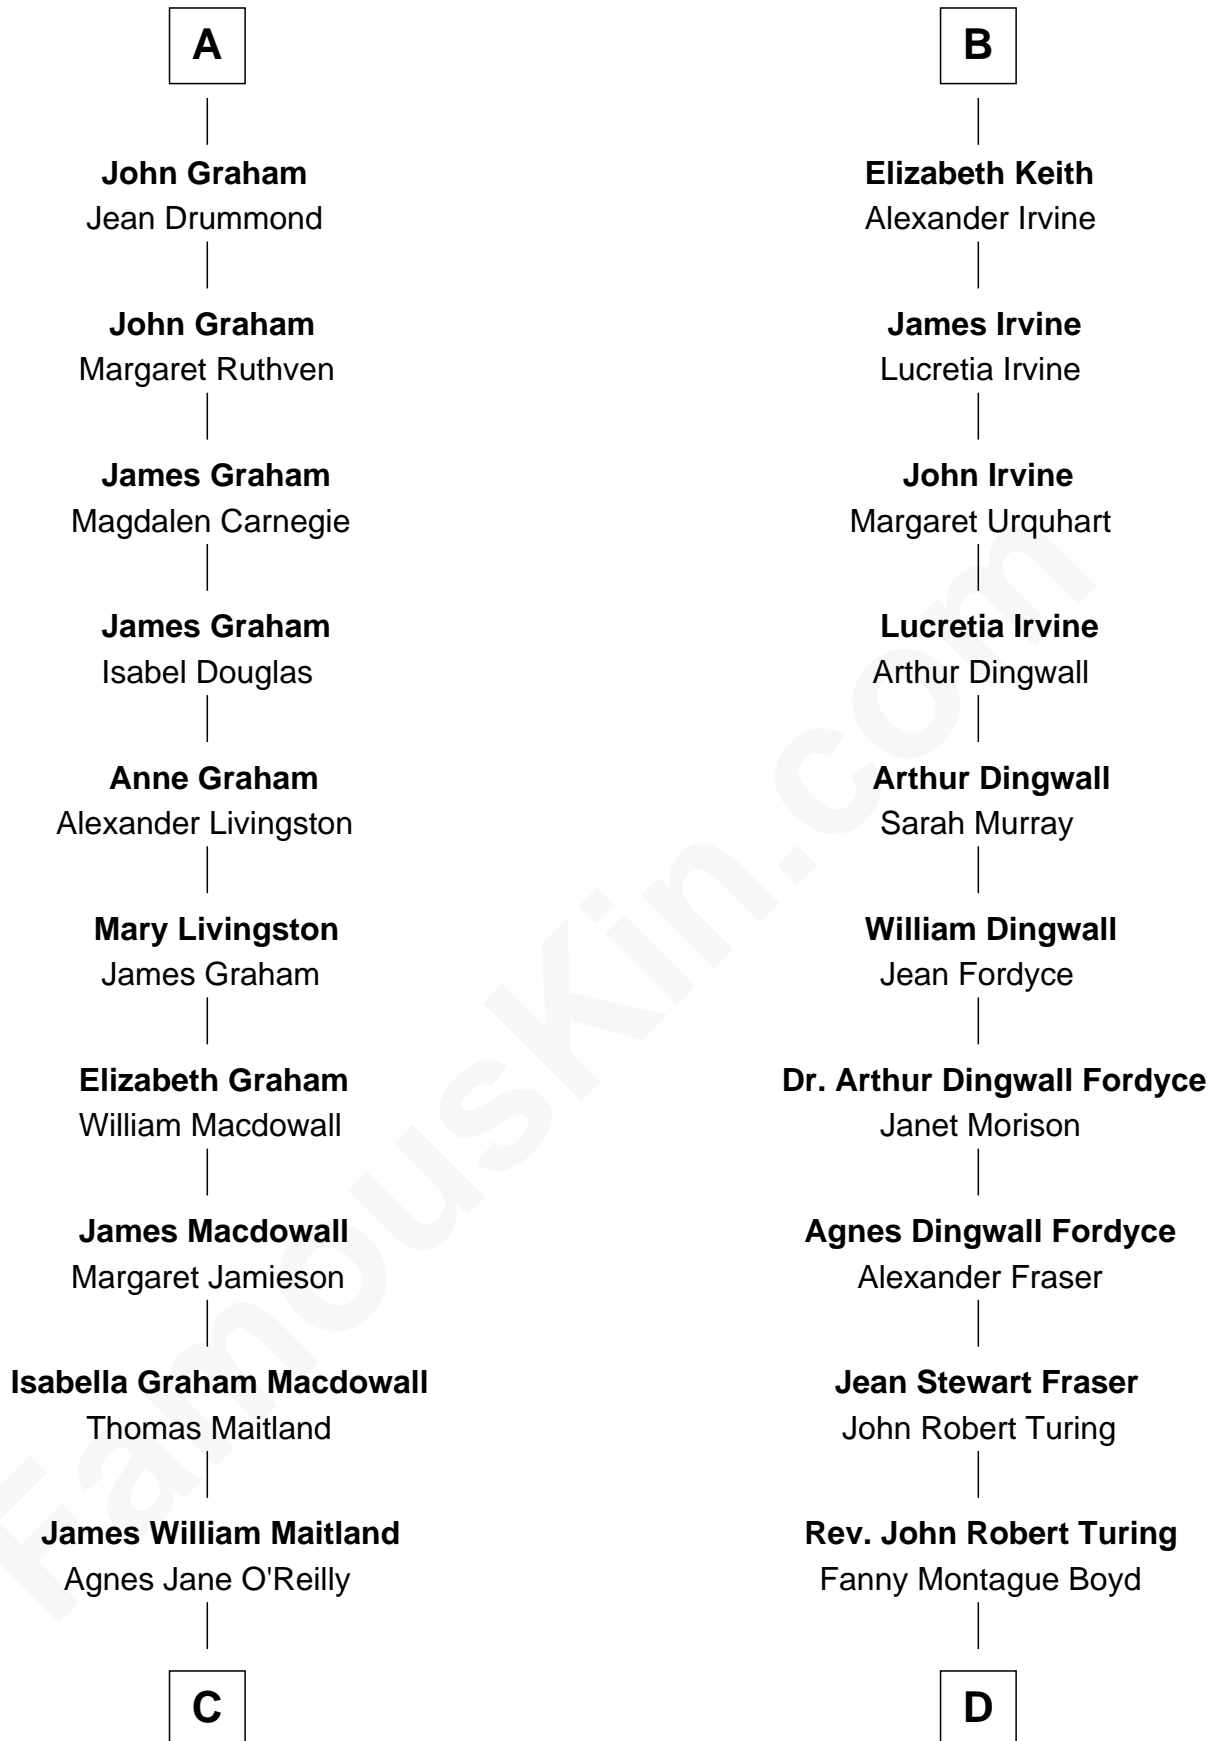 A
John Graham
Jean Drummond
John Graham
Margaret Ruthven
James Graham
Magdalen Carnegie
James Graham
Isabel Douglas
Anne Graham
Alexander Livingston
Mary Livingston
James Graham
Elizabeth Graham
William Macdowall
James Macdowall
Margaret Jamieson
Isabella Graham Macdowall
Thomas Maitland
James William Maitland
Agnes Jane O'Reilly
C
B
Elizabeth Keith
Alexander Irvine
James Irvine
Lucretia Irvine
John Irvine
Margaret Urquhart
Lucretia Irvine
Arthur Dingwall
Arthur Dingwall
Sarah Murray
William Dingwall
Jean Fordyce
Dr. Arthur Dingwall Fordyce
Janet Morison
Agnes Dingwall Fordyce
Alexander Fraser
Jean Stewart Fraser
John Robert Turing
Rev. John Robert Turing
Fanny Montague Boyd
D
FamousKin.com